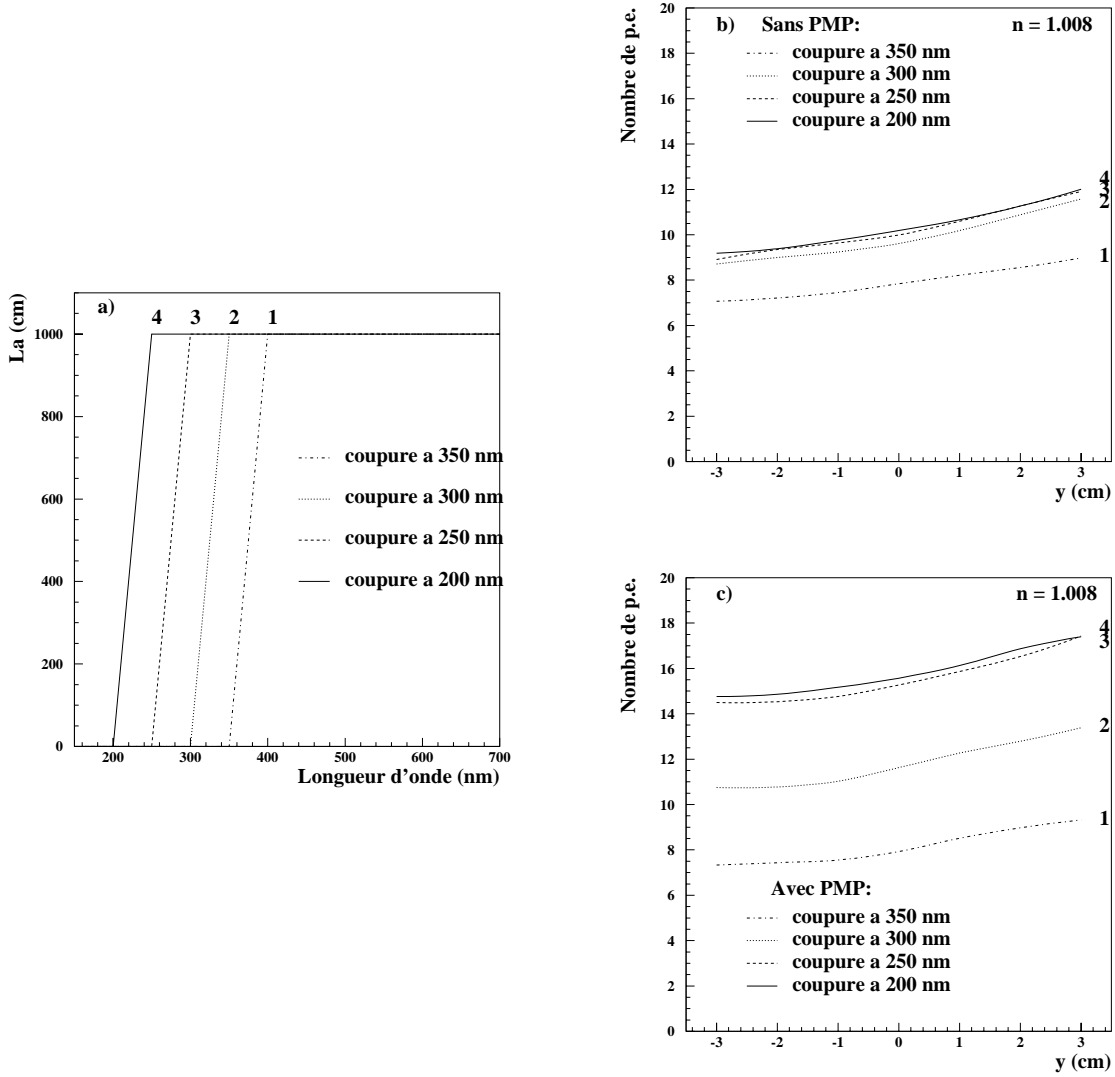 a)
La (cm)
1000
800
600
400
200
0
4 3 2 1
coupure a 350 nm
coupure a 300 nm
coupure a 250 nm
coupure a 200 nm
200 300 400 500 600 700
Longueur d'onde (nm)
b) Sans PMP: n = 1.008
coupure a 350 nm
coupure a 300 nm
coupure a 250 nm
coupure a 200 nm
Nombre de p.e.
20
18
16
14
12
10
8
6
4
2
0
4
3
2
1
-3 -2 -1 0 1 2 3
y (cm)
c) n = 1.008
Nombre de p.e.
20
18
16
14
12
10
8
6
4
2
0
4
3
2
1
Avec PMP:
coupure a 350 nm
coupure a 300 nm
coupure a 250 nm
coupure a 200 nm
-3 -2 -1 0 1 2 3
y (cm)